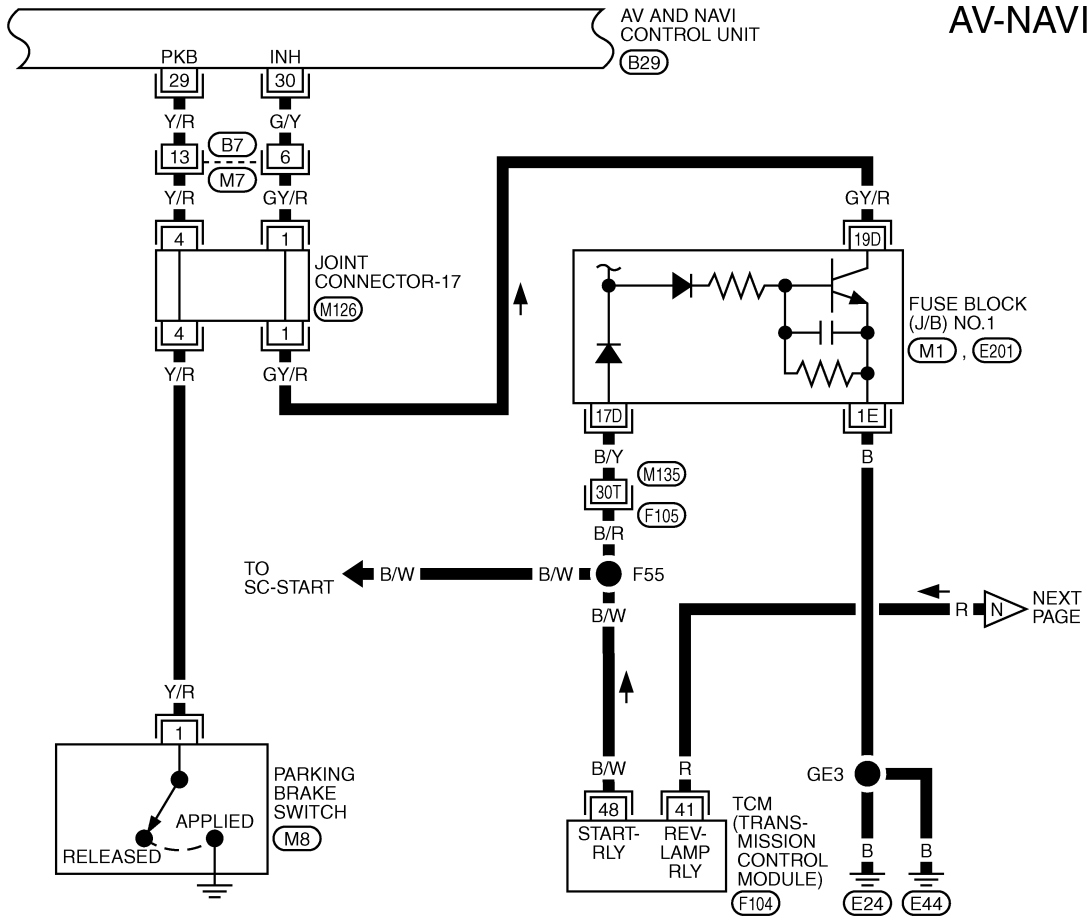 AV AND NAVI
CONTROL UNIT
B29
AV-NAVI
PKB
INH
29
30
Y/R
G/Y
13
B7
6
M7
Y/R
GY/R
4
1
JOINT
CONNECTOR-17
M126
4
1
Y/R
GY/R
GY/R
19D
FUSE BLOCK
(J/B) NO.1
M1 , E201
17D
1E
B/Y
B
M135
30T
F105
B/R
TO
SC-START
B/W
B/W
F55
B/W
R
N
NEXT
PAGE
Y/R
1
PARKING
BRAKE
SWITCH
M8
APPLIED
RELEASED
B/W
R
48
41
START-
RLY
REV-
LAMP
RLY
TCM
(TRANS-
MISSION
CONTROL
MODULE)
F104
GE3
B
B
E24
E44